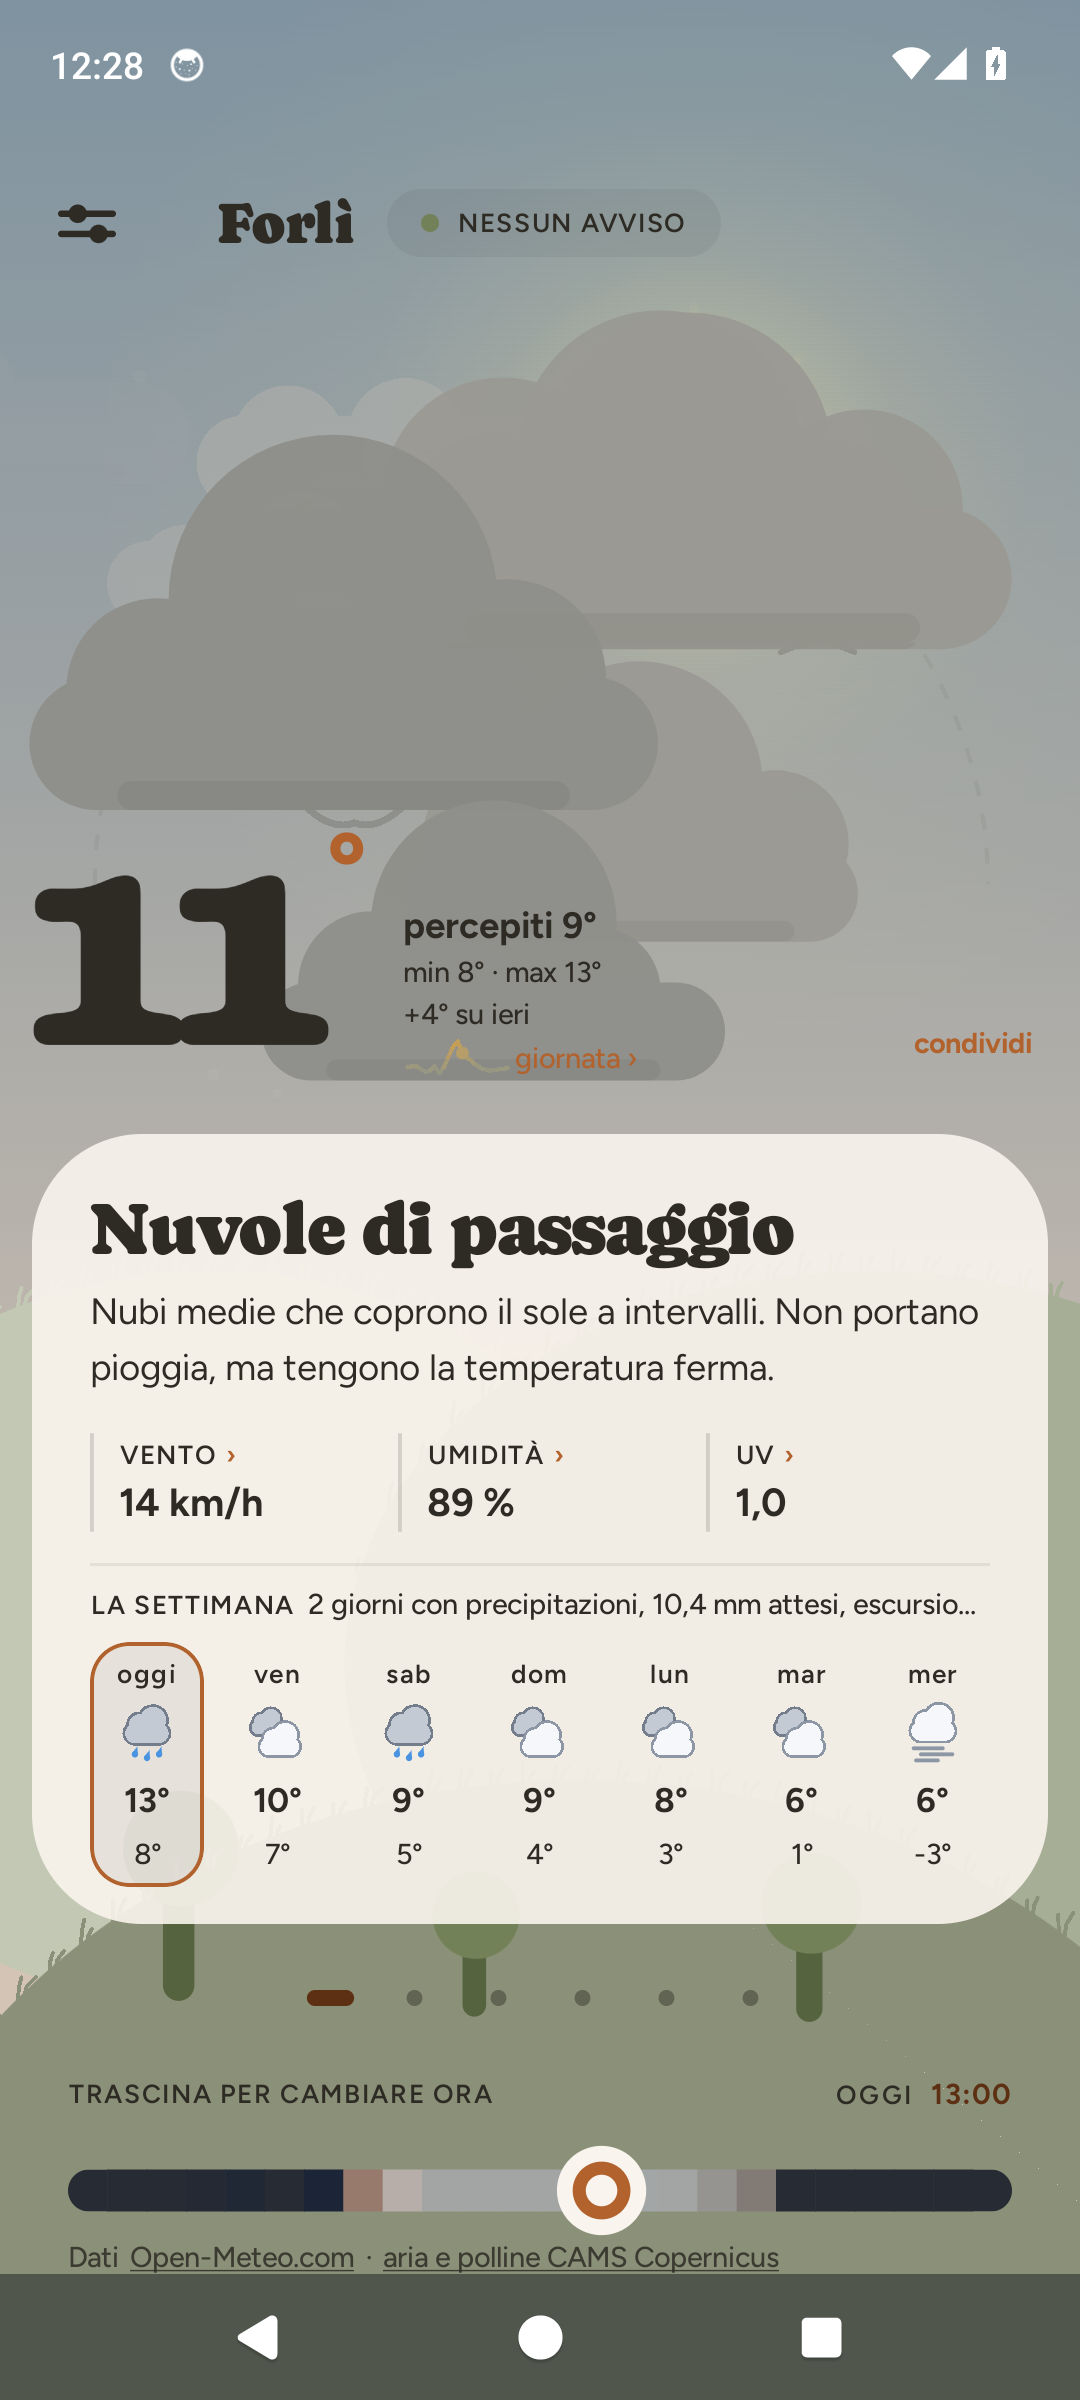 12:28
Forlì
NESSUN AVVISO
11
percepiti 9°
min 8° · max 13°
+4° su ieri
giornata ›
condividi
Nuvole di passaggio
Nubi medie che coprono il sole a intervalli. Non portano
pioggia, ma tengono la temperatura ferma.
VENTO › UMIDITÀ › UV ›
14 km/h 89 % 1,0
LA SETTIMANA 2 giorni con precipitazioni, 10,4 mm attesi, escursio...
oggi ven sab dom lun mar mer
13° 10° 9° 9° 8° 6° 6°
8° 7° 5° 4° 3° 1° -3°
TRASCINA PER CAMBIARE ORA OGGI 13:00
Dati Open-Meteo.com · aria e polline CAMS Copernicus